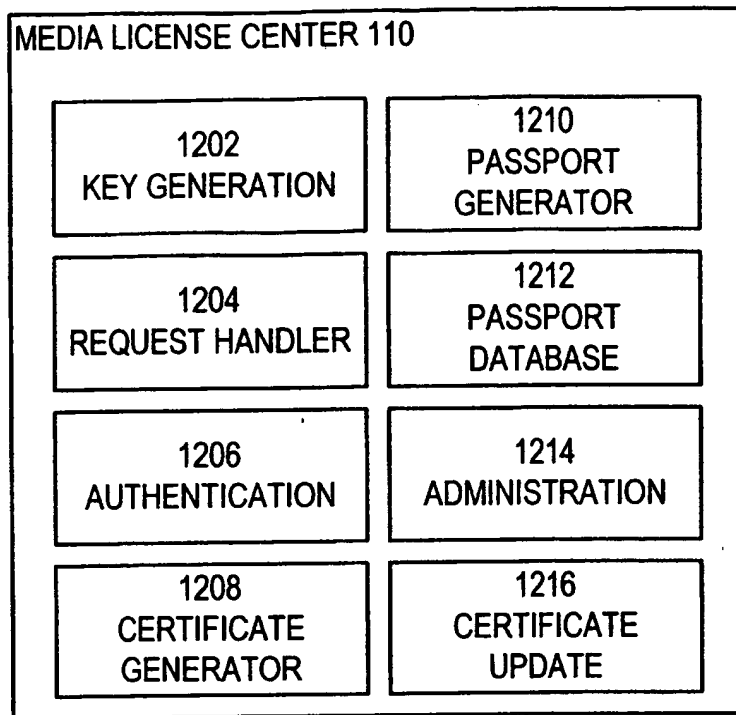 MEDIA LICENSE CENTER 110
1202
KEY GENERATION
1210
PASSPORT
GENERATOR
1204
REQUEST HANDLER
1212
PASSPORT
DATABASE
1206
AUTHENTICATION
1214
ADMINISTRATION
1208
CERTIFICATE
GENERATOR
1216
CERTIFICATE
UPDATE